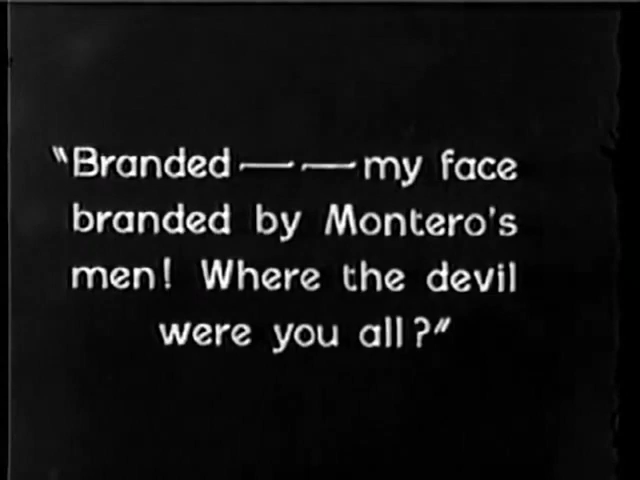 "Branded — — my face
branded by Montero's
men! Where the devil
were you all?"